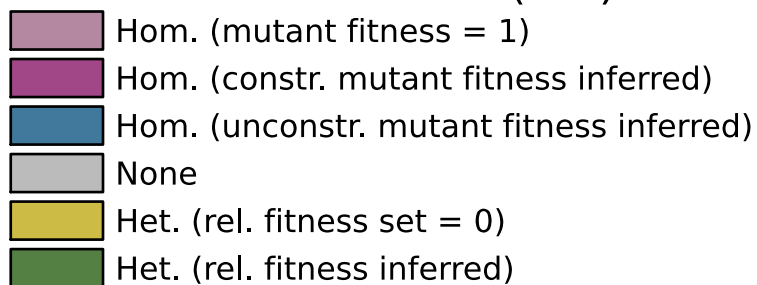 Hom. (mutant fitness = 1)
Hom. (constr. mutant fitness inferred)
Hom. (unconstr. mutant fitness inferred)
None
Het. (rel. fitness set = 0)
Het. (rel. fitness inferred)